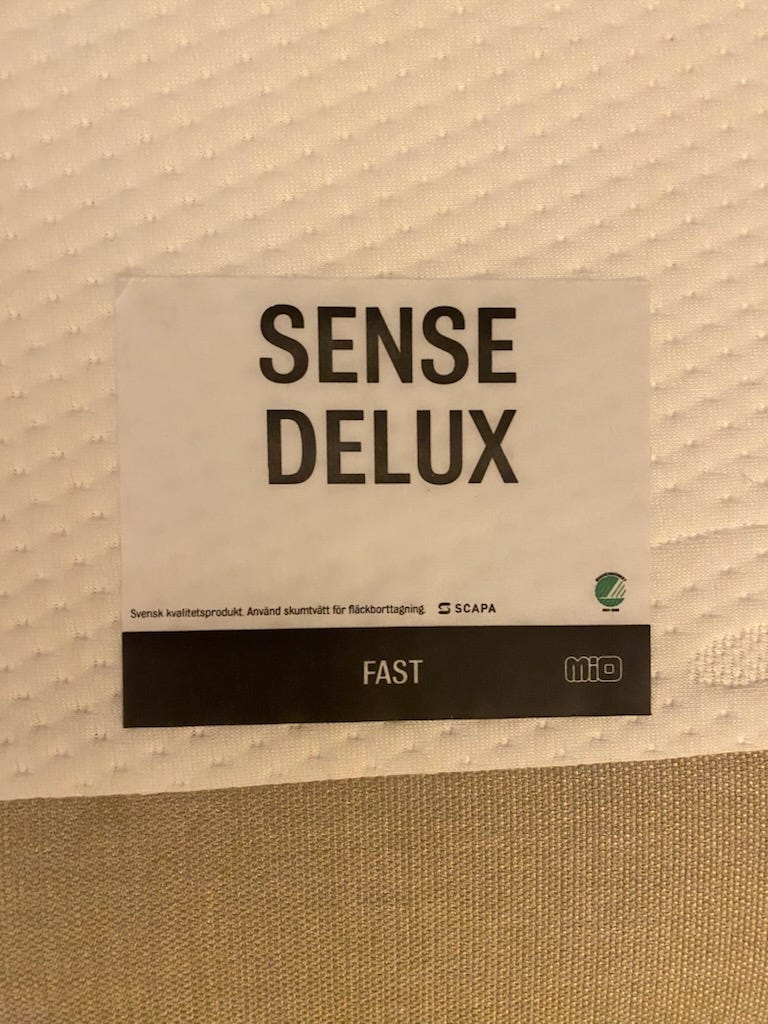 SENSE
DELUX
Svensk kvalitetsprodukt. Använd skumtvätt för fläckborttagning. SCAPA
FAST MiO